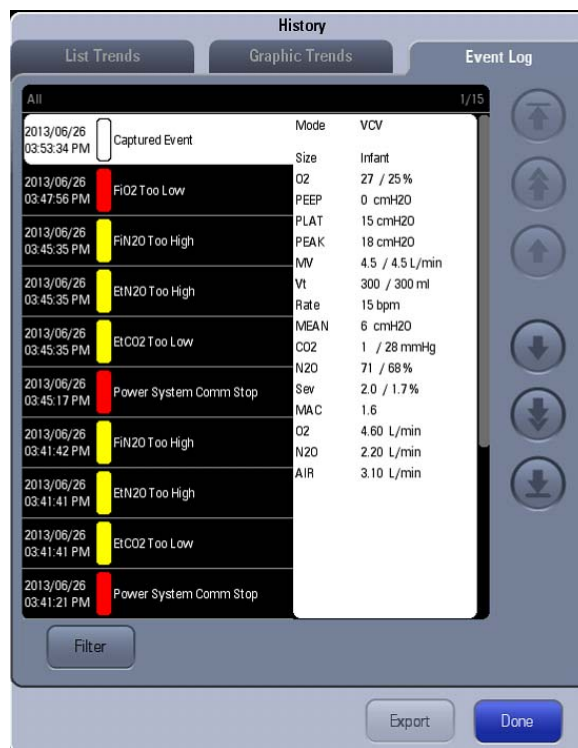 History
List Trends
Graphic Trends
Event Log
All 1/15
2013/06/26
03:53:34 PM
Captured Event
2013/06/26
03:47:56 PM
FiO2 Too Low
2013/06/26
03:45:35 PM
FiN2O Too High
2013/06/26
03:45:35 PM
EtN2O Too High
2013/06/26
03:45:35 PM
EtCO2 Too Low
2013/06/26
03:45:17 PM
Power System Comm Stop
2013/06/26
03:41:42 PM
FiN2O Too High
2013/06/26
03:41:41 PM
EtN2O Too High
2013/06/26
03:41:41 PM
EtCO2 Too Low
2013/06/26
03:41:21 PM
Power System Comm Stop
Mode VCV
Size Infant
O2 27 / 25 %
PEEP 0 cmH2O
PLAT 15 cmH2O
PEAK 18 cmH2O
MV 4.5 / 4.5 L/min
Vt 300 / 300 ml
Rate 15 bpm
MEAN 6 cmH2O
CO2 1 / 28 mmHg
N2O 71 / 68 %
Sev 2.0 / 1.7 %
MAC 1.6
O2 4.60 L/min
N2O 2.20 L/min
AIR 3.10 L/min
Filter
Export
Done